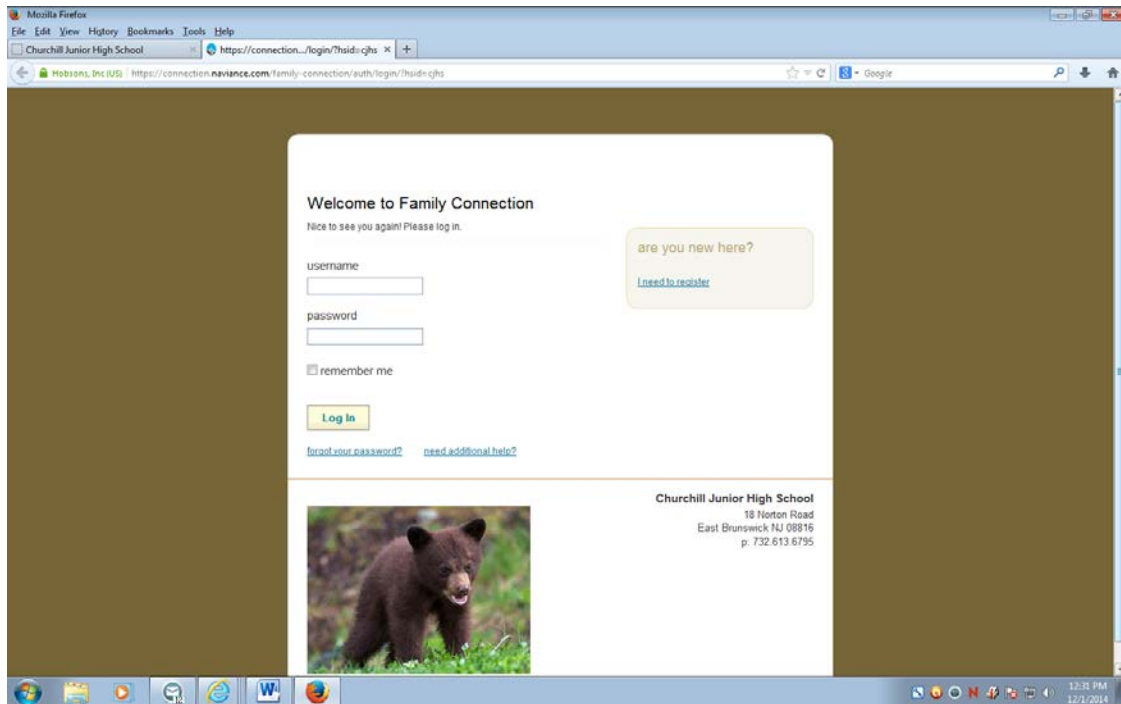 Mozilla Firefox
File Edit View History Bookmarks Tools Help
Churchill Junior High School × https://connection.../login/?hsid=cjhs × +
Hobsons, Inc (US) https://connection.naviance.com/family-connection/auth/login/?hsid=cjhs Google
Welcome to Family Connection
Nice to see you again! Please log in.
are you new here?
I need to register
username
password
remember me
Log In
forgot your password? need additional help?
Churchill Junior High School
18 Norton Road
East Brunswick NJ 08816
p: 732.613.6795
12:31 PM
12/1/2014